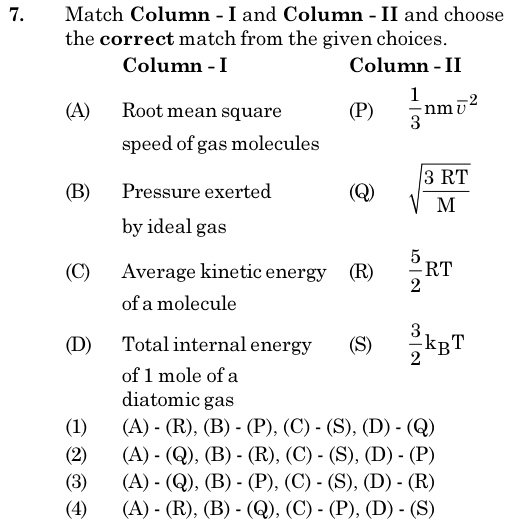 7. Match Column - I and Column - II and choose
the correct match from the given choices.
Column - I Column - II
(A) Root mean square (P) 1/3 nm v̅²
speed of gas molecules
(B) Pressure exerted (Q) √(3 RT/M)
by ideal gas
(C) Average kinetic energy (R) 5/2 RT
of a molecule
(D) Total internal energy (S) 3/2 k_BT
of 1 mole of a
diatomic gas
(1) (A) - (R), (B) - (P), (C) - (S), (D) - (Q)
(2) (A) - (Q), (B) - (R), (C) - (S), (D) - (P)
(3) (A) - (Q), (B) - (P), (C) - (S), (D) - (R)
(4) (A) - (R), (B) - (Q), (C) - (P), (D) - (S)